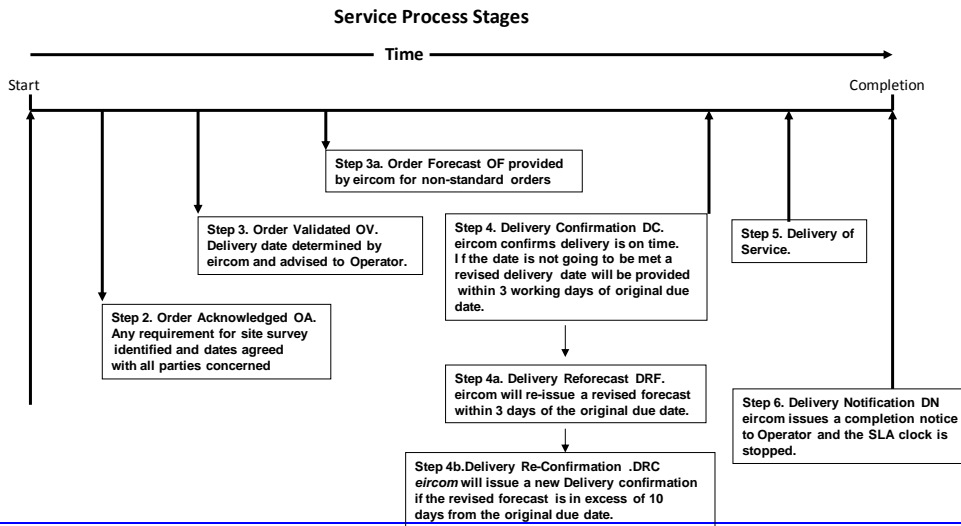 Service Process Stages
Time
Start
Completion
Step 3a. Order Forecast OF provided
by eircom for non-standard orders
Step 3. Order Validated OV.
Delivery date determined by
eircom and advised to Operator.
Step 4. Delivery Confirmation DC.
eircom confirms delivery is on time.
I f the date is not going to be met a
revised delivery date will be provided
within 3 working days of original due
date.
Step 5. Delivery of
Service.
Step 2. Order Acknowledged OA.
Any requirement for site survey
identified and dates agreed
with all parties concerned
Step 4a. Delivery Reforecast DRF.
eircom will re-issue a revised forecast
within 3 days of the original due date.
Step 6. Delivery Notification DN
eircom issues a completion notice
to Operator and the SLA clock is
stopped.
Step 4b.Delivery Re-Confirmation .DRC
eircom will issue a new Delivery confirmation
if the revised forecast is in excess of 10
days from the original due date.